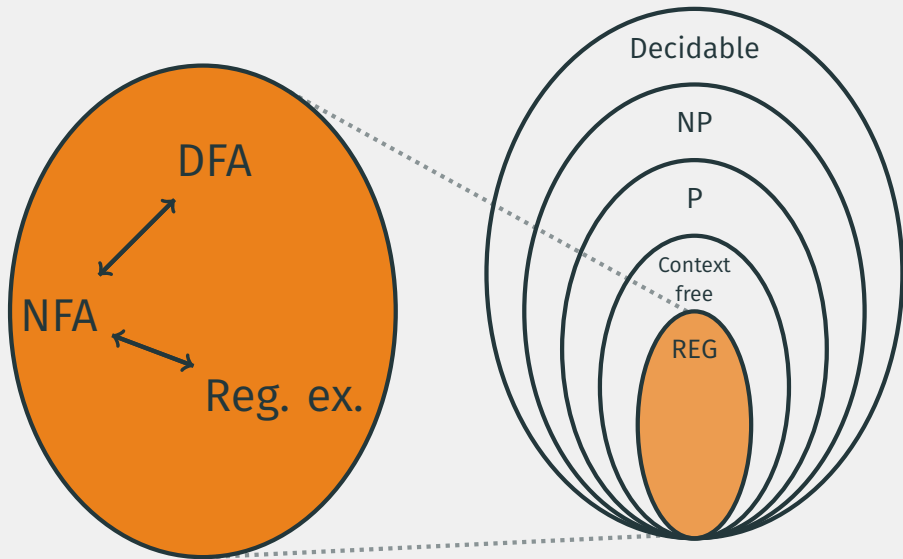 DFA
NFA
Reg. ex.
Decidable
NP
P
Context
free
REG